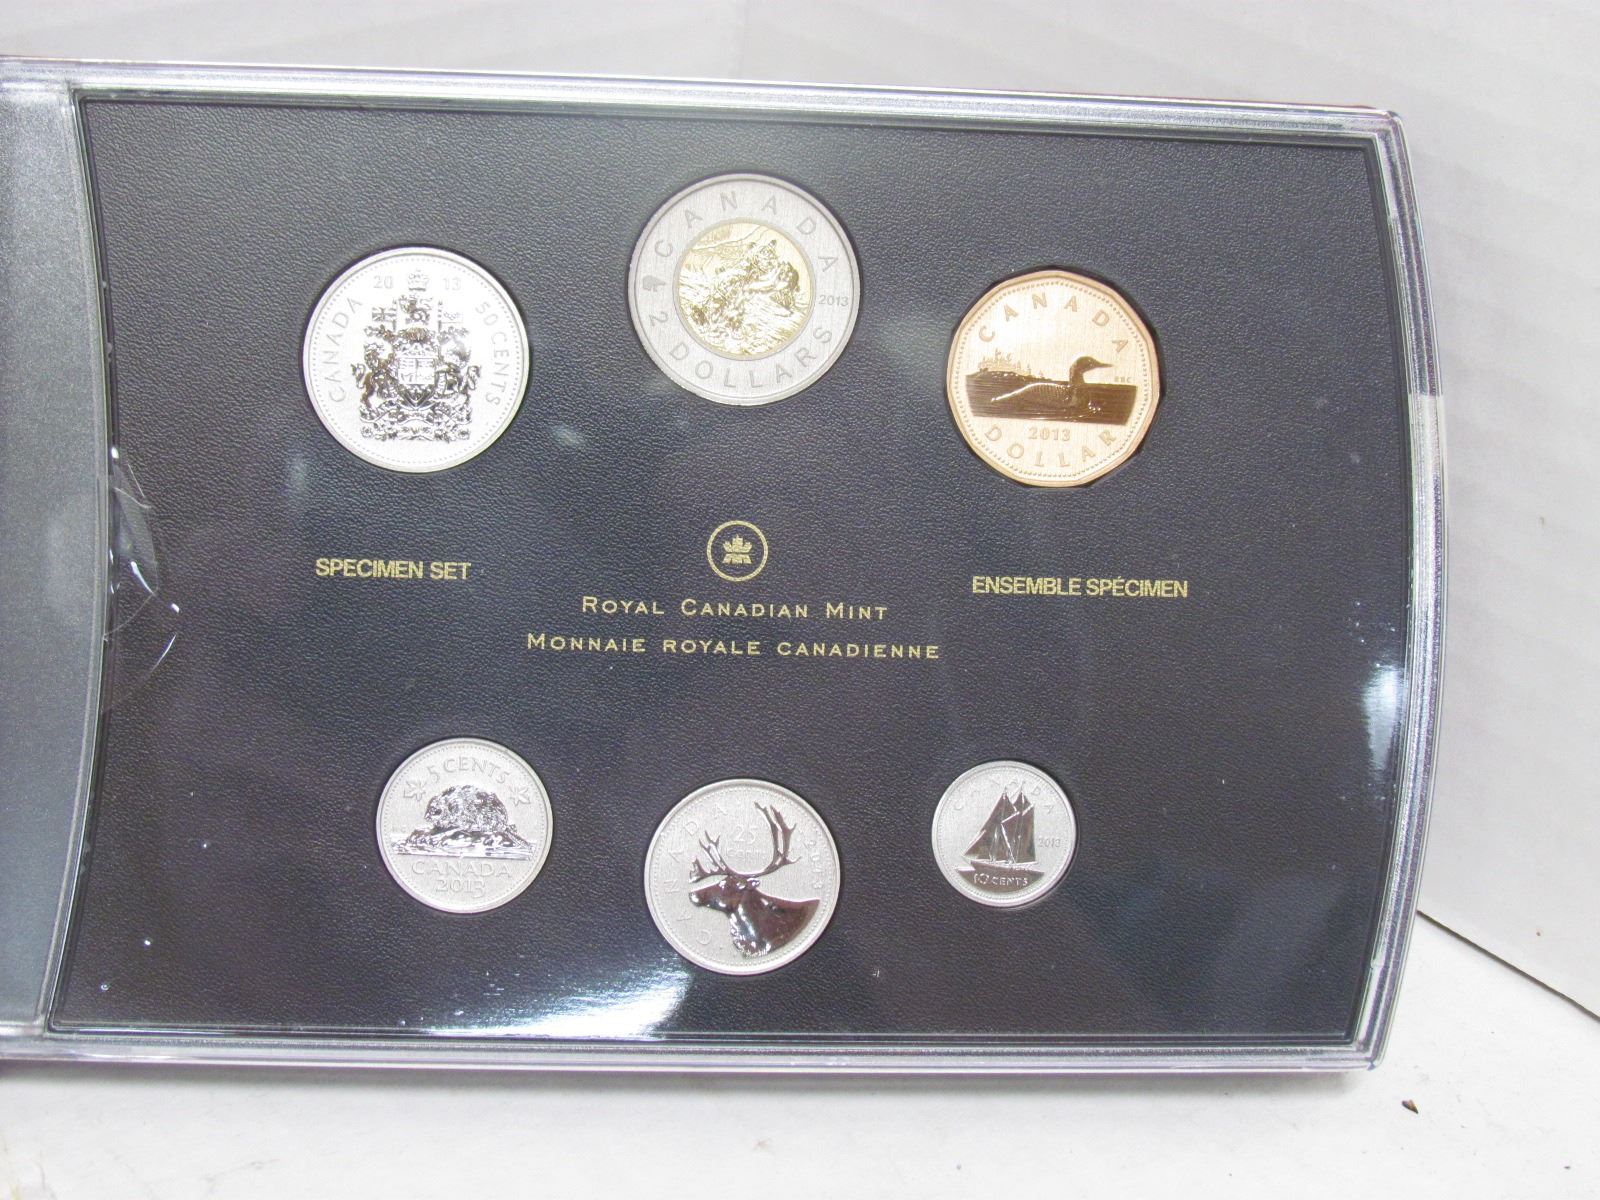 CANADA 2013 50 CENTS
CANADA 2013
2 DOLLARS
CANADA
2013
DOLLAR
SPECIMEN SET
ROYAL CANADIAN MINT
MONNAIE ROYALE CANADIENNE
ENSEMBLE SPÉCIMEN
5 CENTS
CANADA
2013
CANADA 2013
25
CANADA
2013
10 CENTS